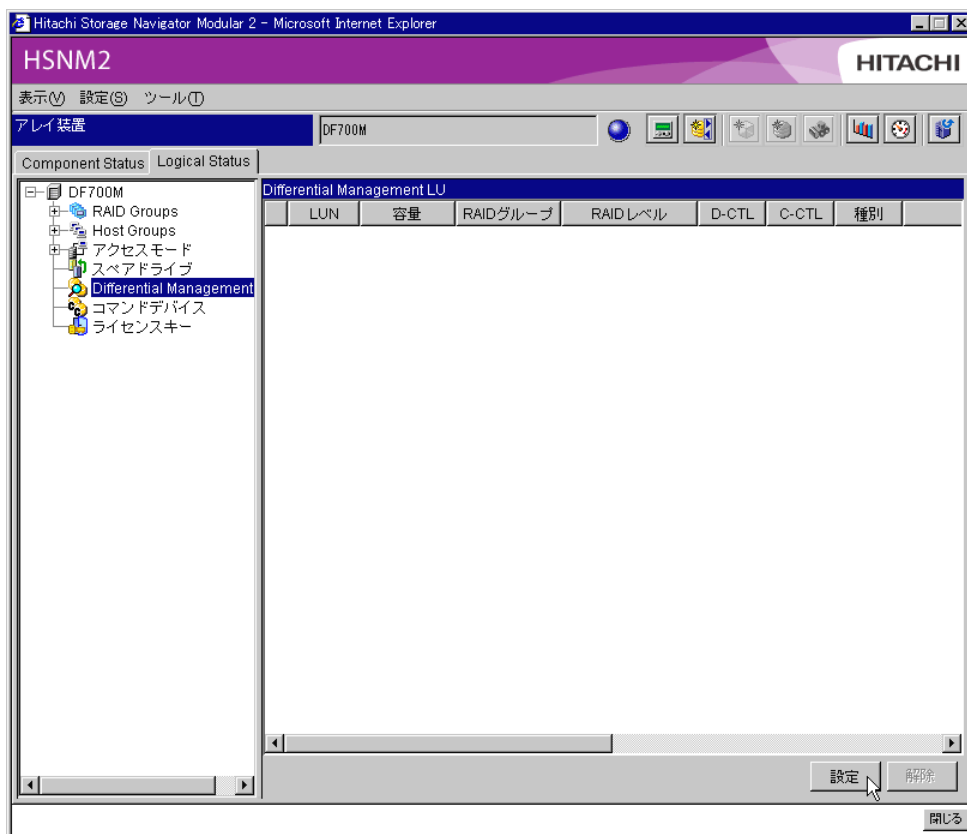 Hitachi Storage Navigator Modular 2 - Microsoft Internet Explorer
HSNM2
HITACHI
表示(V) 設定(S) ツール(T)
アレイ装置
DF700M
Component Status Logical Status
DF700M
RAID Groups
Host Groups
アクセスモード
スペアドライブ
Differential Management
コマンドデバイス
ライセンスキー
Differential Management LU
LUN 容量 RAIDグループ RAIDレベル D-CTL C-CTL 種別
設定 解除
閉じる